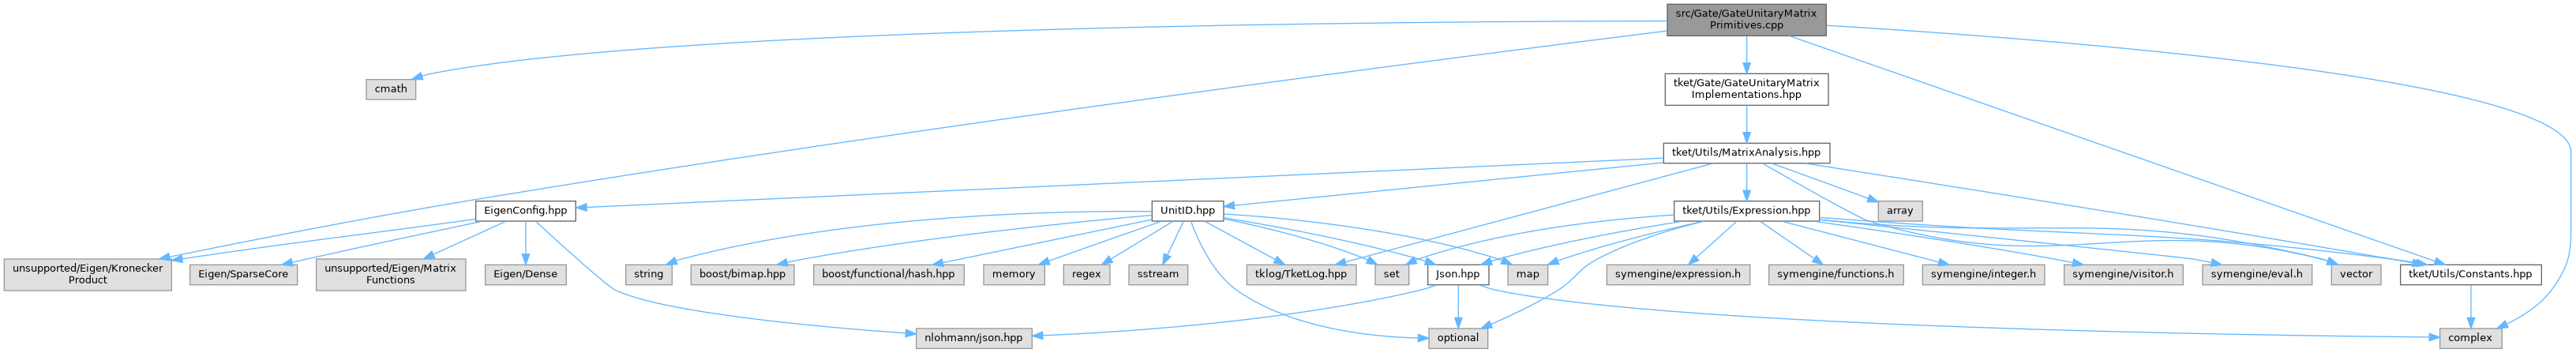 src/Gate/GateUnitaryMatrix
Primitives.cpp
cmath
tket/Gate/GateUnitaryMatrix
Implementations.hpp
tket/Utils/MatrixAnalysis.hpp
EigenConfig.hpp
UnitID.hpp
tket/Utils/Expression.hpp
array
unsupported/Eigen/Kronecker
Product
Eigen/SparseCore
unsupported/Eigen/Matrix
Functions
Eigen/Dense
string
boost/bimap.hpp
boost/functional/hash.hpp
memory
regex
sstream
tklog/TketLog.hpp
set
Json.hpp
map
symengine/expression.h
symengine/functions.h
symengine/integer.h
symengine/visitor.h
symengine/eval.h
vector
tket/Utils/Constants.hpp
nlohmann/json.hpp
optional
complex